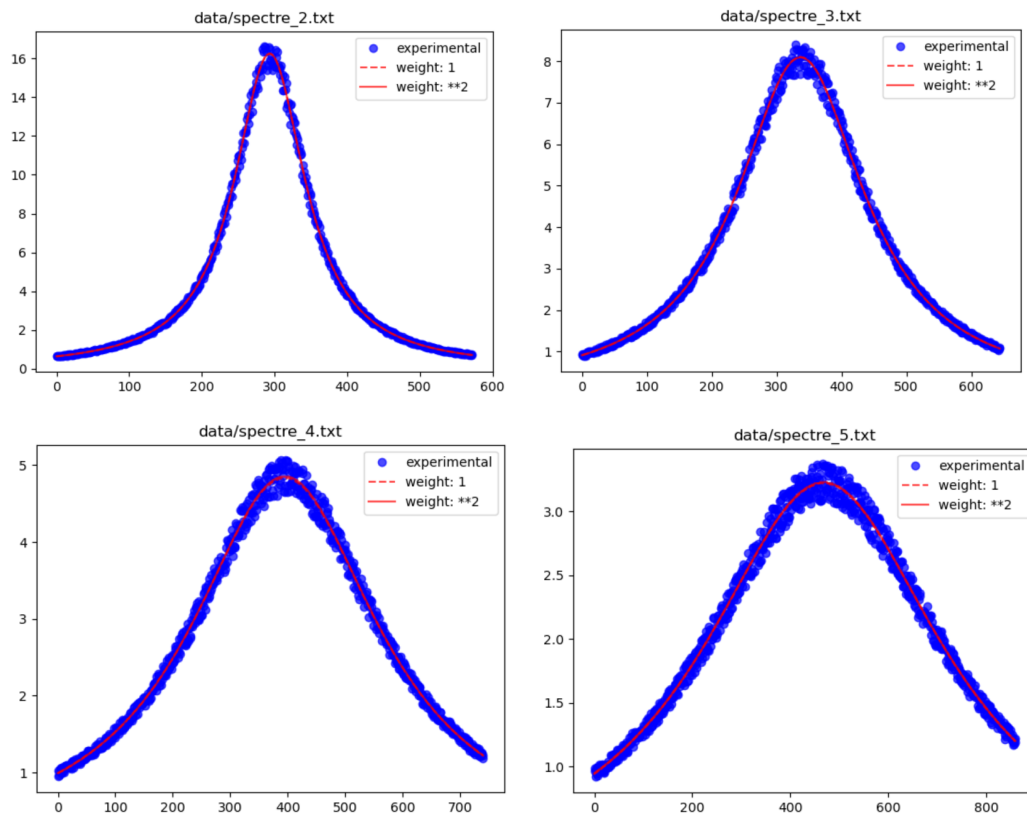 data/spectre_2.txt
experimental
weight: 1
weight: **2
16
14
12
10
8
6
4
2
0
0 100 200 300 400 500 600
data/spectre_3.txt
experimental
weight: 1
weight: **2
8
7
6
5
4
3
2
1
0 100 200 300 400 500 600
data/spectre_4.txt
experimental
weight: 1
weight: **2
5
4
3
2
1
0 100 200 300 400 500 600 700
data/spectre_5.txt
experimental
weight: 1
weight: **2
3.0
2.5
2.0
1.5
1.0
0 200 400 600 800